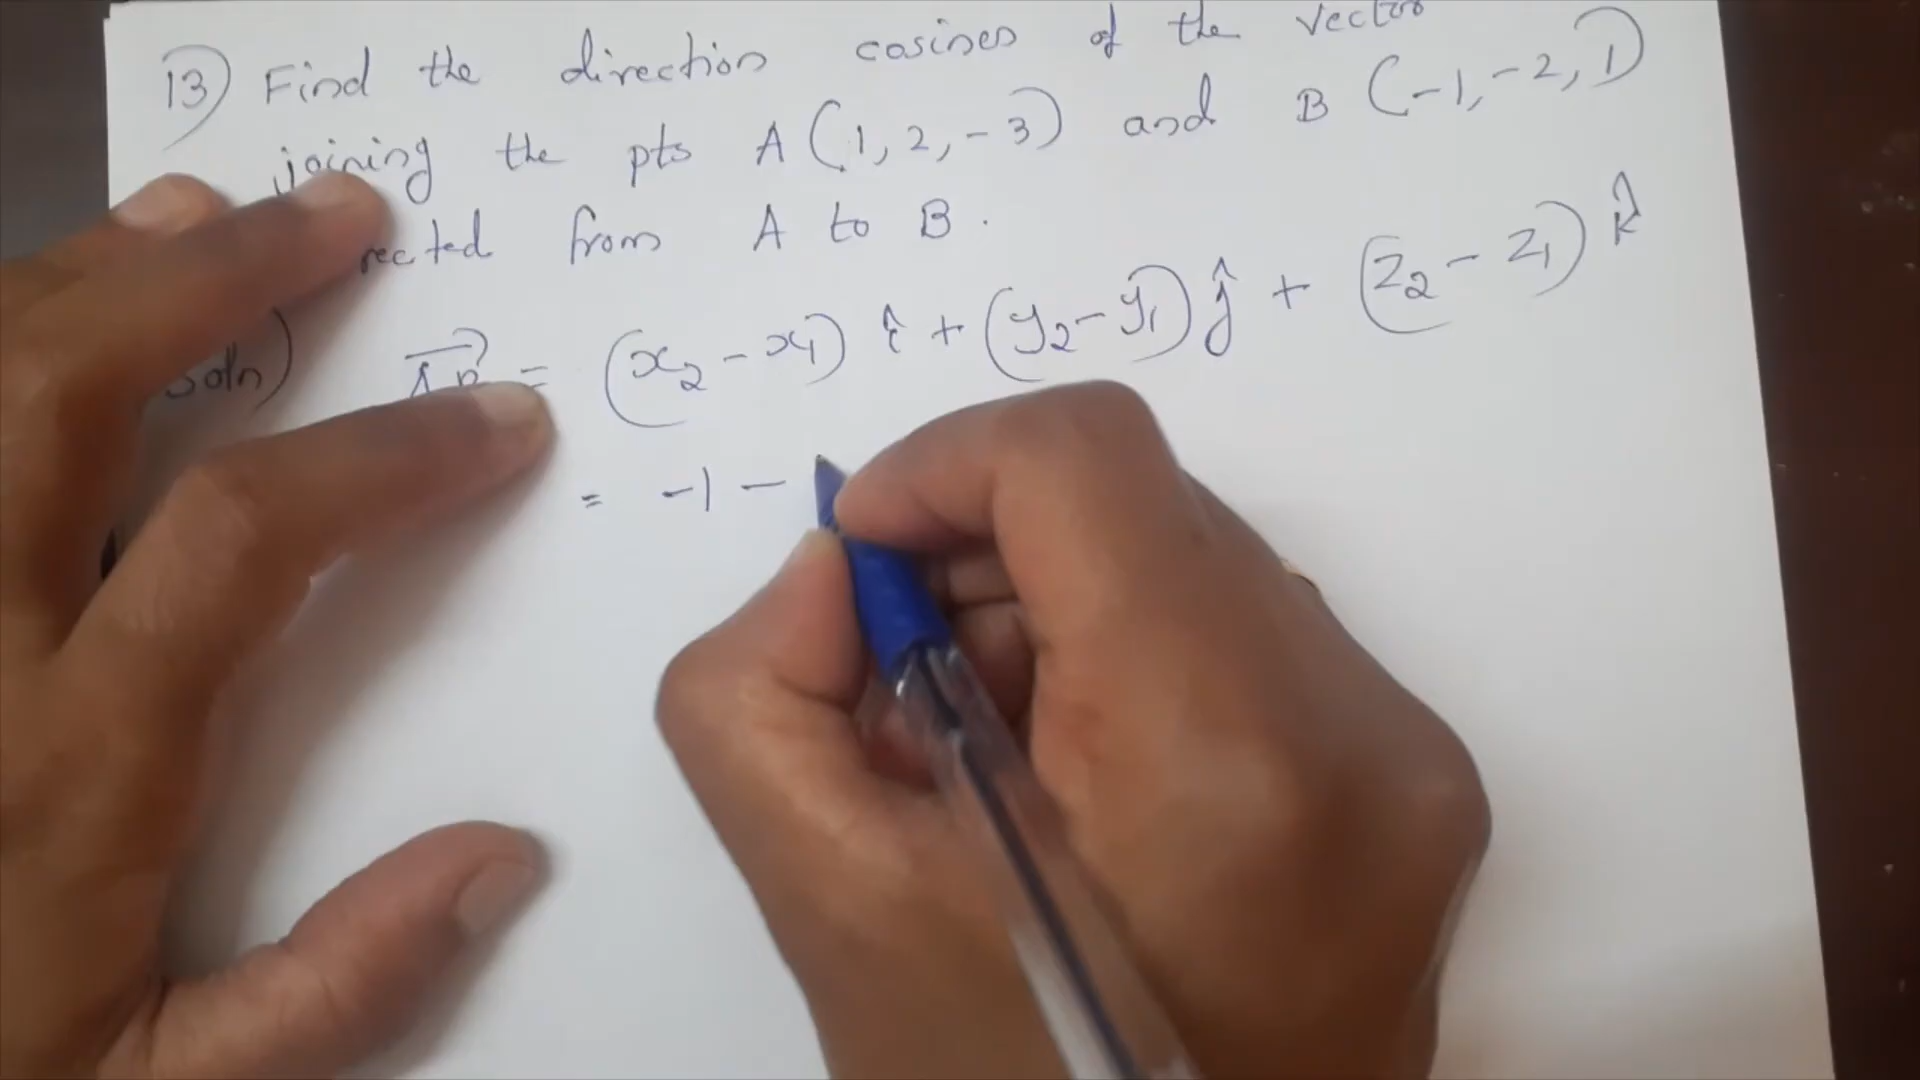 13) Find the direction cosines of the vector
joining the pts A (1, 2, -3) and B (-1, -2, 1)
rected from A to B.
Soln) AB = (x₂ - x₁) î + (y₂ - y₁) ĵ + (z₂ - z₁) k̂
= -1 -